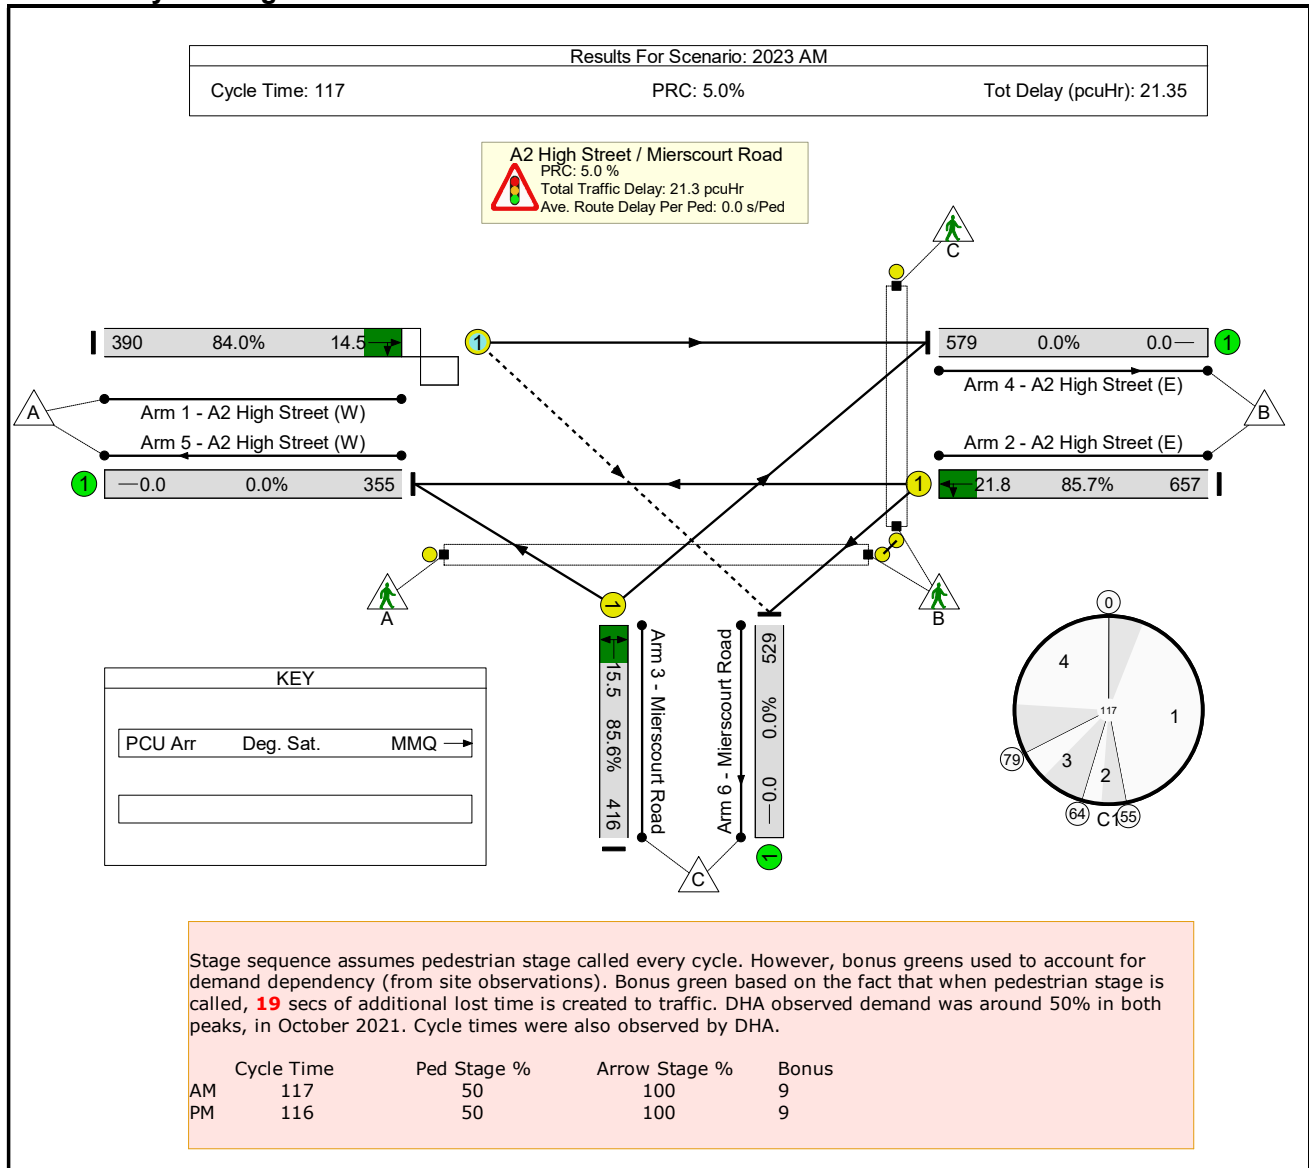 Results For Scenario: 2023 AM
Cycle Time: 117 PRC: 5.0% Tot Delay (pcuHr): 21.35
A2 High Street / Mierscourt Road
PRC: 5.0 %
Total Traffic Delay: 21.3 pcuHr
Ave. Route Delay Per Ped: 0.0 s/Ped
C
390 84.0% 14.5
1
579 0.0% 0.0
1
Arm 4 - A2 High Street (E)
A
Arm 1 - A2 High Street (W)
B
Arm 5 - A2 High Street (W)
Arm 2 - A2 High Street (E)
1
0.0 0.0% 355
1
21.8 85.7% 657
A
B
1
15.5 85.6% 416
Arm 3 - Mierscourt Road
Arm 6 - Mierscourt Road
529 0.0% 0.0
1
C
0
4
117
1
79
3
2
64
C1
55
KEY
PCU Arr Deg. Sat. MMQ
Stage sequence assumes pedestrian stage called every cycle. However, bonus greens used to account for
demand dependency (from site observations). Bonus green based on the fact that when pedestrian stage is
called, 19 secs of additional lost time is created to traffic. DHA observed demand was around 50% in both
peaks, in October 2021. Cycle times were also observed by DHA.
Cycle Time Ped Stage % Arrow Stage % Bonus
AM 117 50 100 9
PM 116 50 100 9